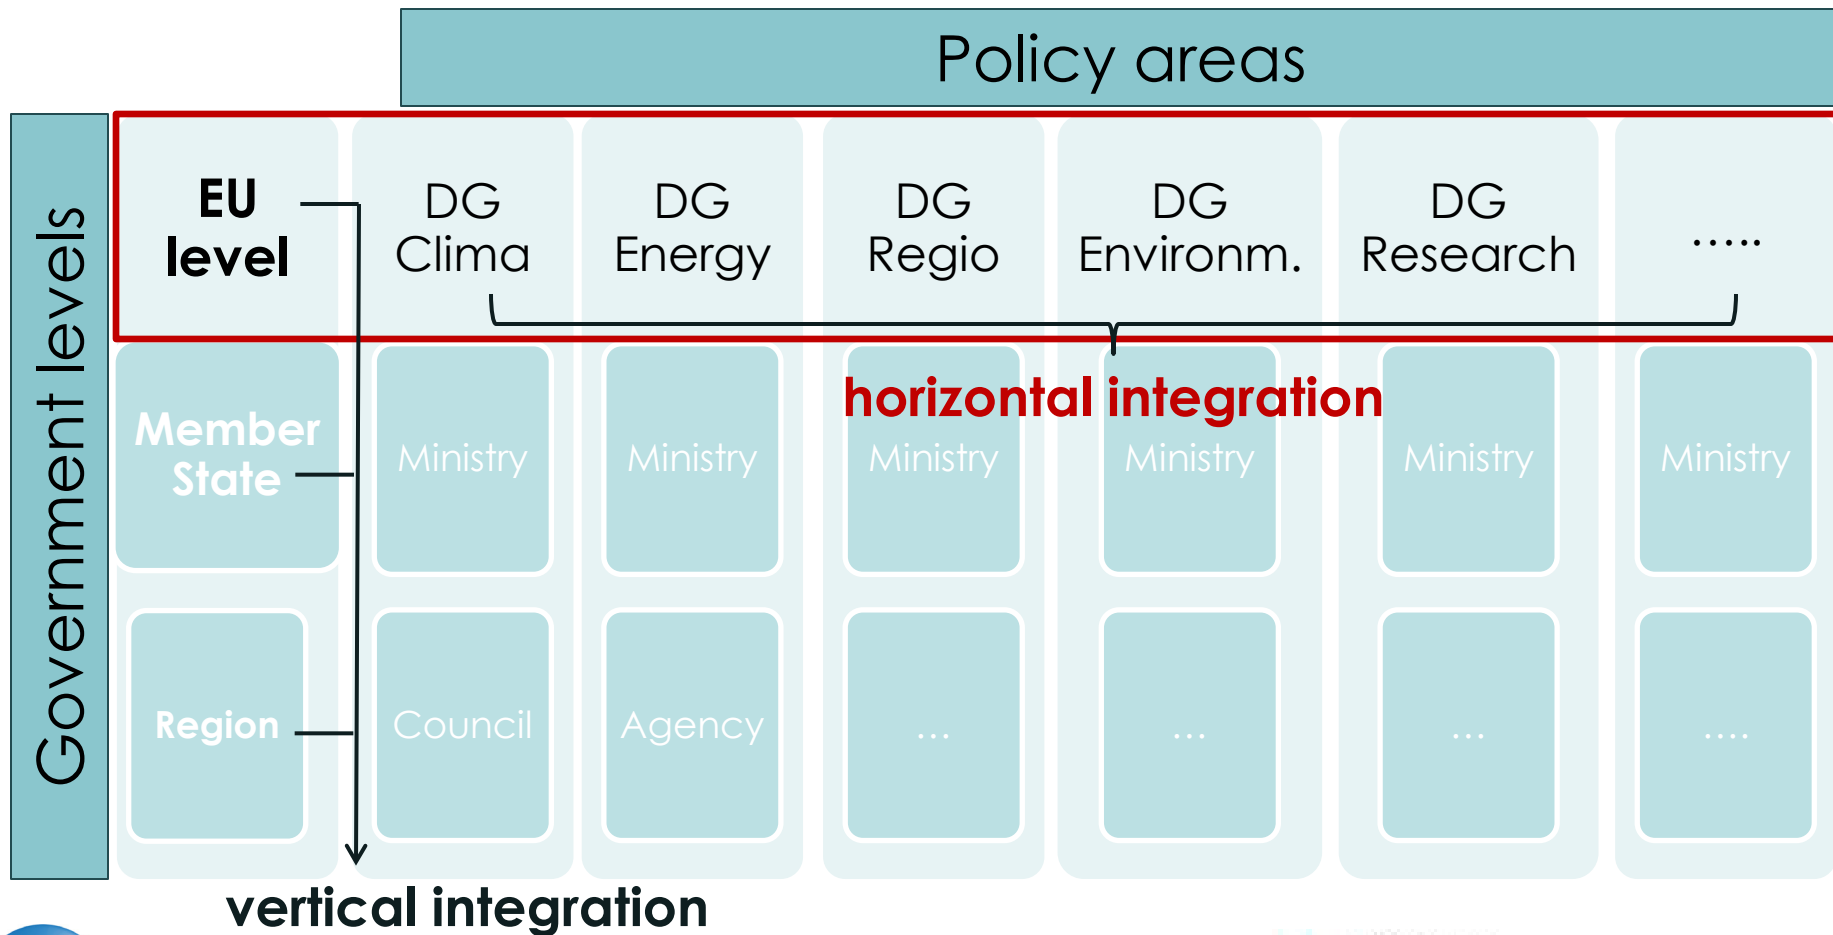 Policy areas
Government levels
EU
level
DG
Clima
DG
Energy
DG
Regio
DG
Environm.
DG
Research
.....
horizontal integration
Member
State
Ministry
Ministry
Ministry
Ministry
Ministry
Ministry
Region
Council
Agency
...
...
...
....
vertical integration